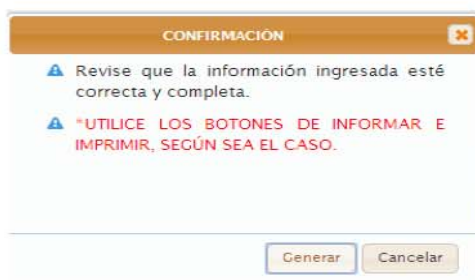 CONFIRMACIÓN
Revise que la información ingresada esté
correcta y completa.
*UTILICE LOS BOTONES DE INFORMAR E
IMPRIMIR, SEGÚN SEA EL CASO.
Generar Cancelar